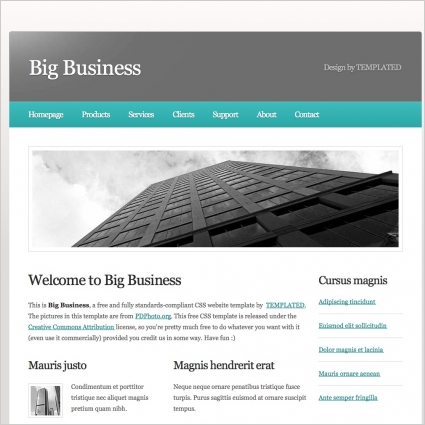 Big Business
Design by TEMPLATED
Homepage Products Services Clients Support About Contact
Welcome to Big Business
This is Big Business, a free and fully standards-compliant CSS website template by TEMPLATED.
The pictures in this template are from PDPhoto.org. This free CSS template is released under the
Creative Commons Attribution license, so you're pretty much free to do whatever you want with it
(even use it commercially) provided you credit us in some way. Have fun :)
Mauris justo
Condimentum et porttitor
tristique nec aliquet magnis
pretium quam nibh.
Magnis hendrerit erat
Neque neque ornare penatibus tristique fusce
turpis. Purus sagittis euismod at ornare suscipit
tempus.
Cursus magnis
Adipiscing tincidunt
Euismod elit sollicitudin
Dolor magnis et lacinia
Mauris ornare aenean
Ante semper fringilla